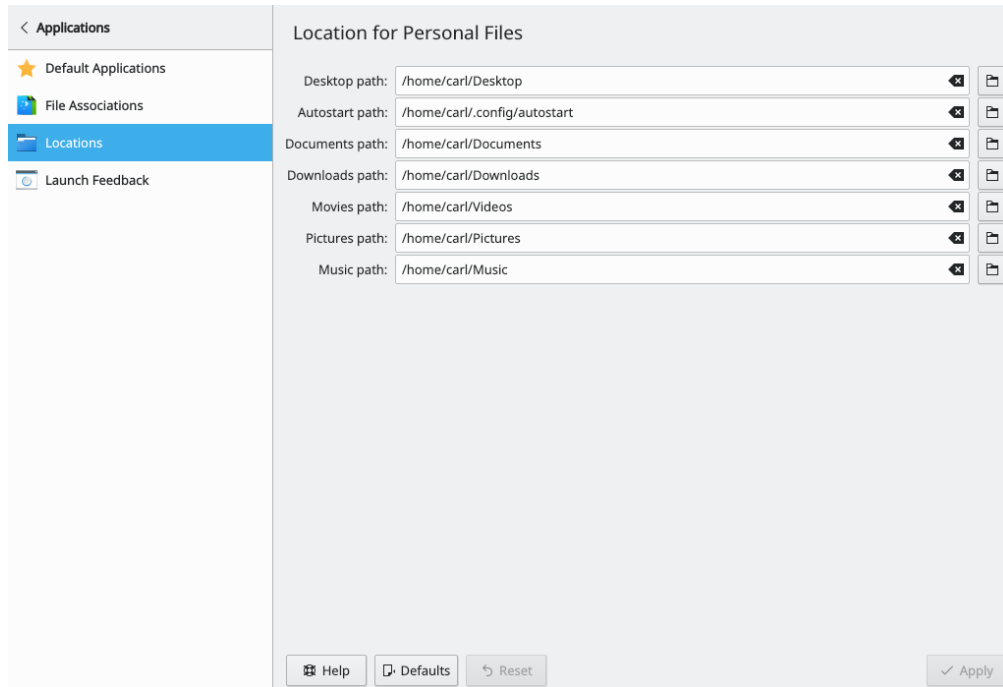 Applications
Default Applications
File Associations
Locations
Launch Feedback
Location for Personal Files
Desktop path: /home/carl/Desktop
Autostart path: /home/carl/.config/autostart
Documents path: /home/carl/Documents
Downloads path: /home/carl/Downloads
Movies path: /home/carl/Videos
Pictures path: /home/carl/Pictures
Music path: /home/carl/Music
Help Defaults Reset Apply